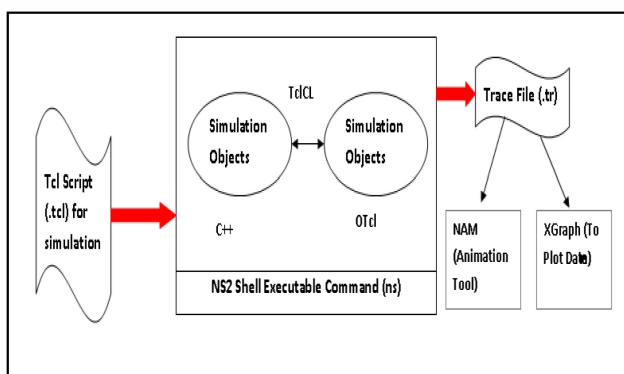 Tcl Script
(.tcl) for
simulation
TclCL
Simulation
Objects
Simulation
Objects
C++
OTcl
NS2 Shell Executable Command (ns)
Trace File (.tr)
NAM
(Animation
Tool)
XGraph (To
Plot Data)